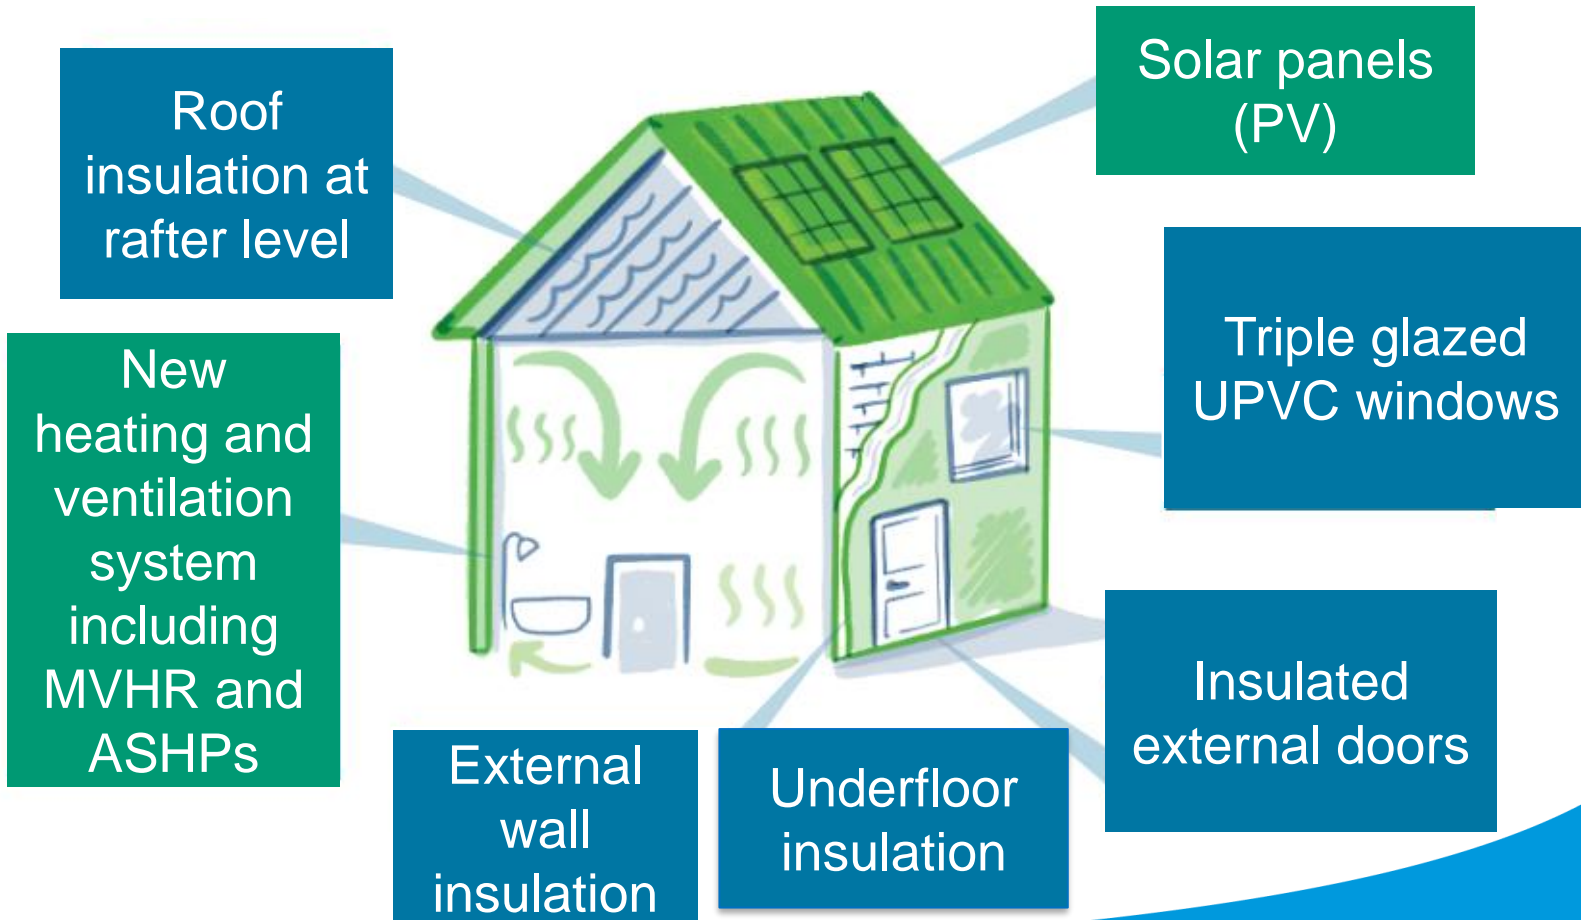 Roof
insulation at
rafter level
Solar panels
(PV)
Triple glazed
UPVC windows
New
heating and
ventilation
system
including
MVHR and
ASHPs
Insulated
external doors
External
wall
insulation
Underfloor
insulation